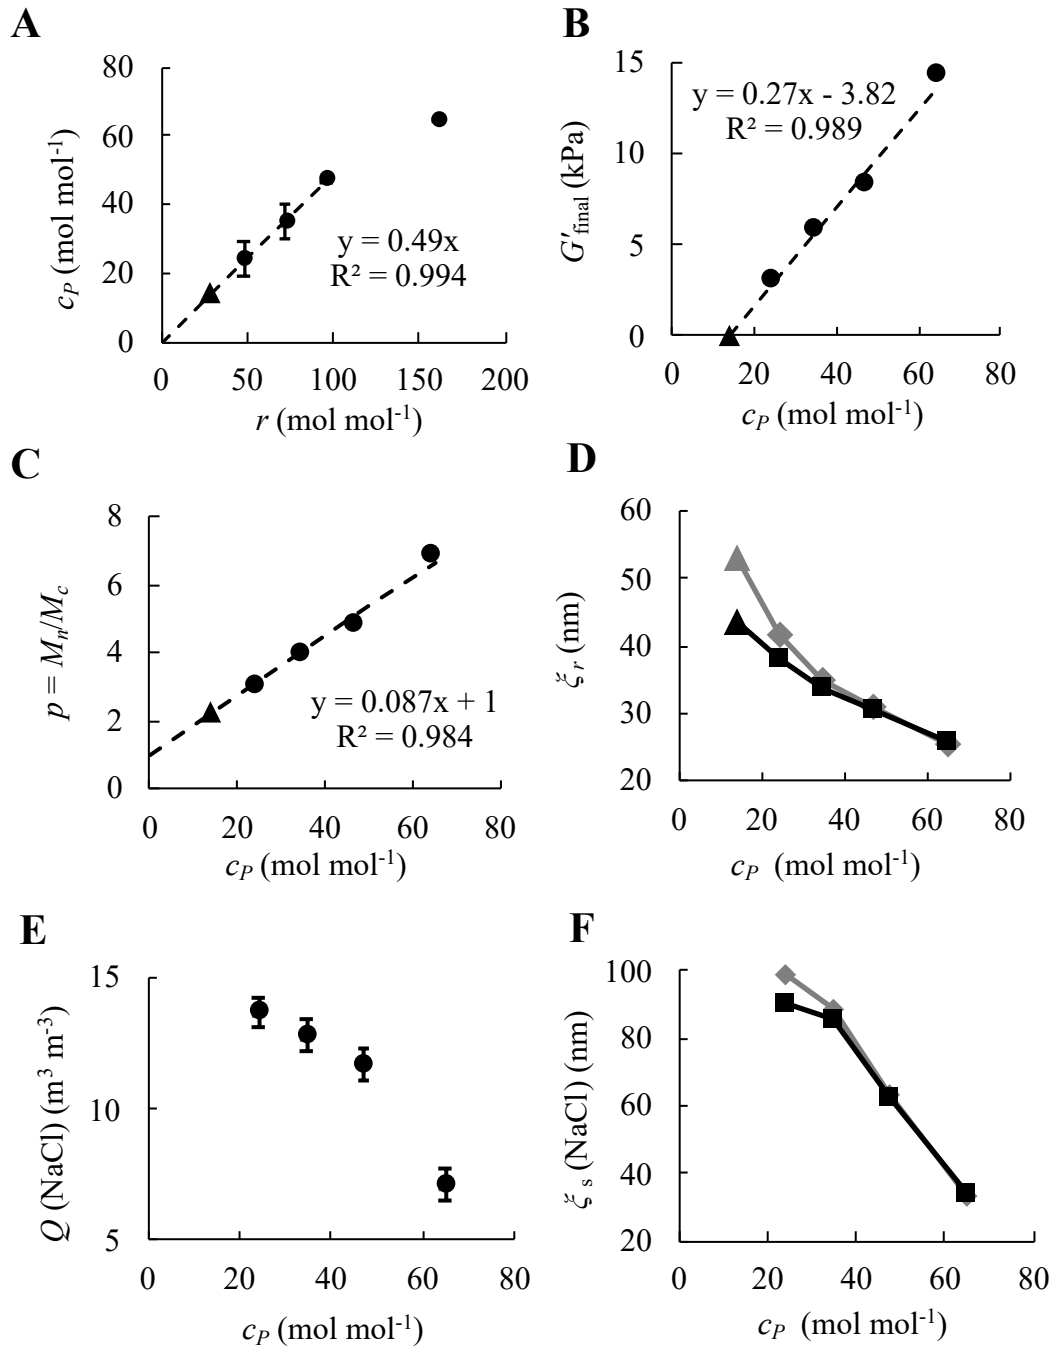 A
80
60
40
20
0
0 50 100 150 200
c_P (mol mol⁻¹)
r (mol mol⁻¹)
y = 0.49x
R² = 0.994
B
15
10
5
0
0 20 40 60 80
G′final (kPa)
c_P (mol mol⁻¹)
y = 0.27x - 3.82
R² = 0.989
C
8
6
4
2
0
0 20 40 60 80
p = Mn/Mc
c_P (mol mol⁻¹)
y = 0.087x + 1
R² = 0.984
D
60
50
40
30
20
0 20 40 60 80
ξ r (nm)
c_P (mol mol⁻¹)
E
15
10
5
0 20 40 60 80
Q (NaCl) (m³ m⁻³)
c_P (mol mol⁻¹)
F
100
80
60
40
20
0 20 40 60 80
ξ s (NaCl) (nm)
c_P (mol mol⁻¹)